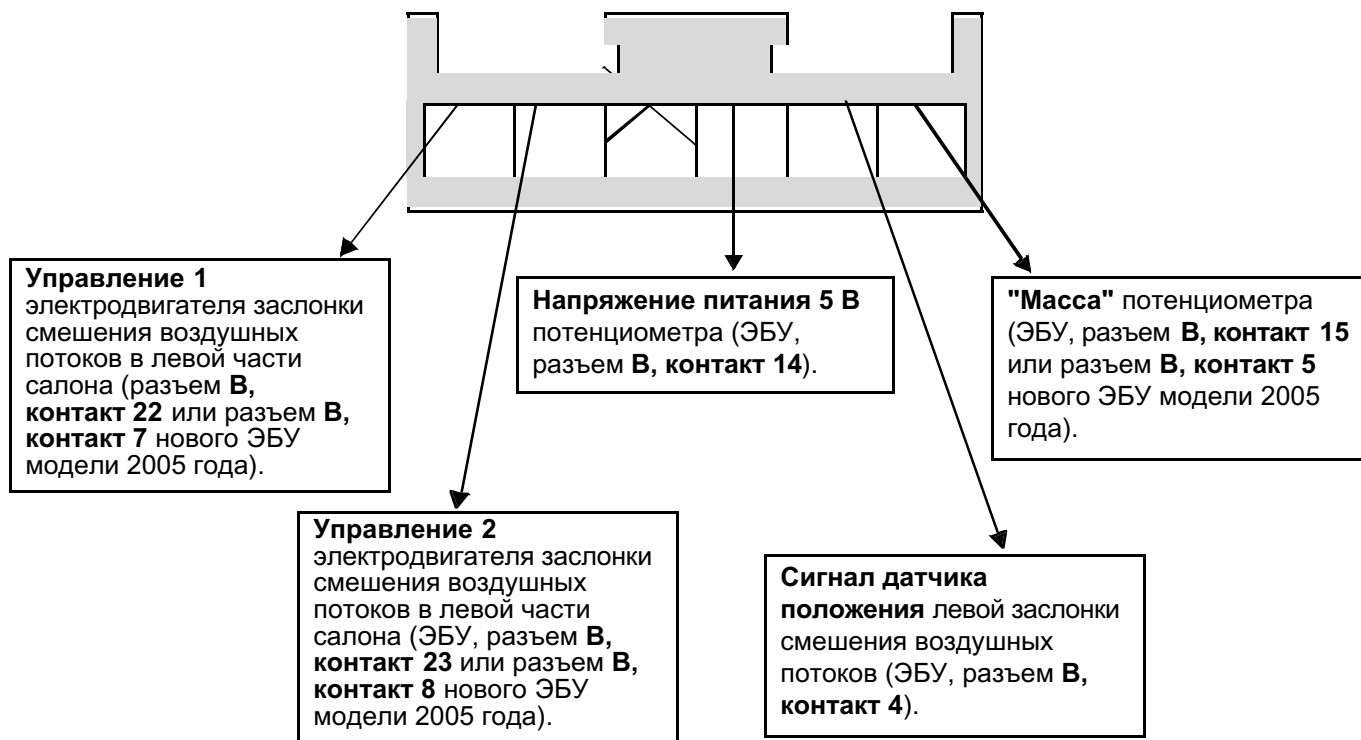 Управление 1
электродвигателя заслонки
смешения воздушных
потоков в левой части
салона (разъем В,
контакт 22 или разъем В,
контакт 7 нового ЭБУ
модели 2005 года).
Напряжение питания 5 В
потенциометра (ЭБУ,
разъем В, контакт 14).
"Масса" потенциометра
(ЭБУ, разъем В, контакт 15
или разъем В, контакт 5
нового ЭБУ модели 2005
года).
Управление 2
электродвигателя заслонки
смешения воздушных
потоков в левой части
салона (ЭБУ, разъем В,
контакт 23 или разъем В,
контакт 8 нового ЭБУ
модели 2005 года).
Сигнал датчика
положения левой заслонки
смешения воздушных
потоков (ЭБУ, разъем В,
контакт 4).